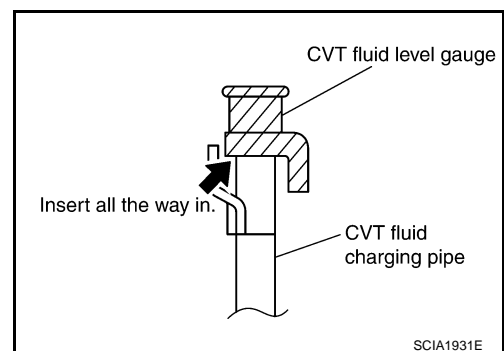 CVT fluid level gauge
Insert all the way in.
CVT fluid
charging pipe
SCIA1931E